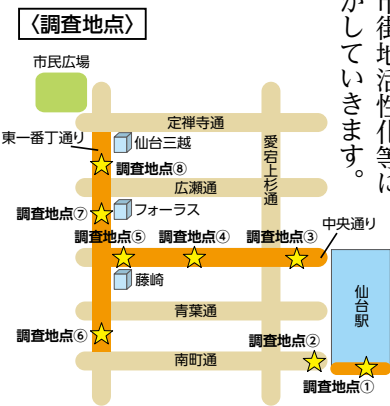 市街地活性化等に
がしていきます。
〈調査地点〉
市民広場
定禅寺通
東一番丁通り
仙台三越
愛宕上杉通
調査地点⑧
広瀬通
調査地点⑦
フォーラス
中央通り
調査地点⑤
調査地点④
調査地点③
藤崎
仙台駅
青葉通
調査地点⑥
調査地点②
南町通
調査地点①